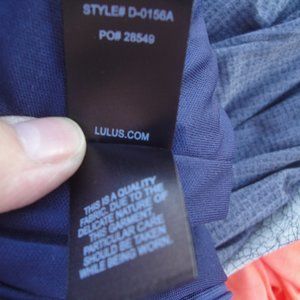 STYLE# D-0156A
PO# 28549
LULUS.COM
THIS IS A QUALITY
FABRIC. DUE TO THE
DELICATE NATURE OF
THIS GARMENT
PARTICULAR CARE
SHOULD BE TAKEN
WHILE BEING WORN.